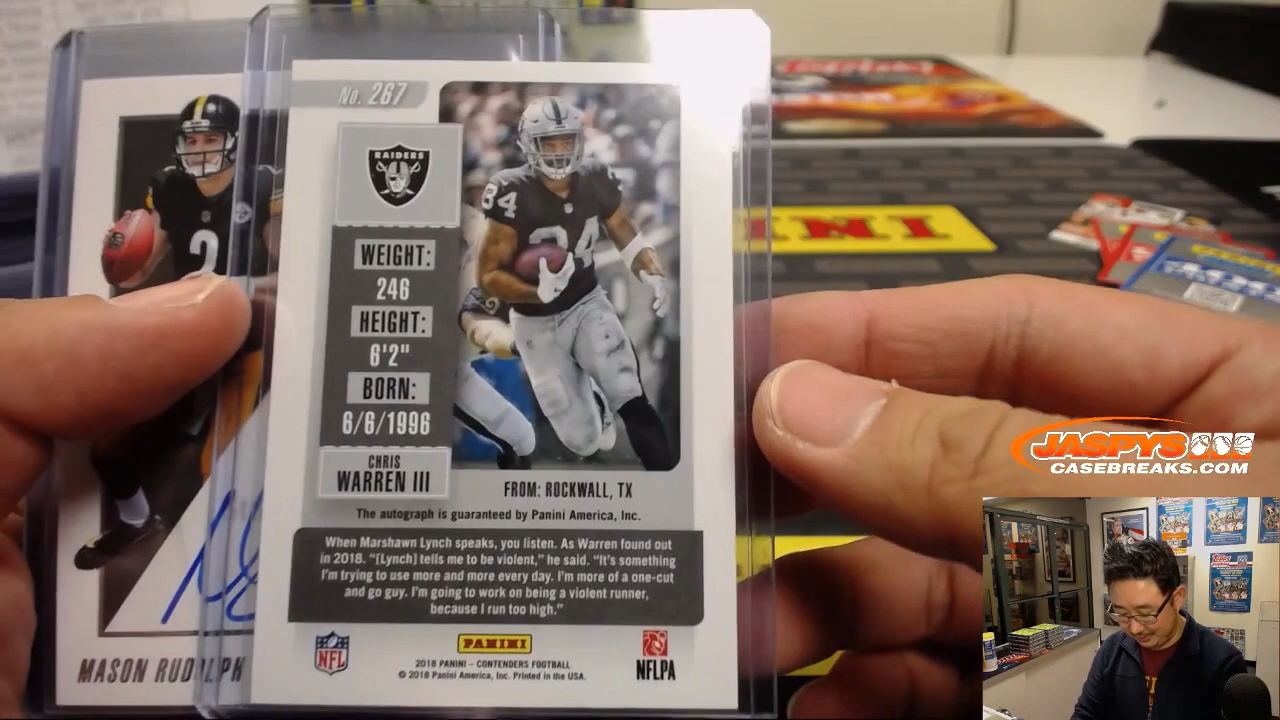 No. 267
RAIDERS
WEIGHT:
246
HEIGHT:
6'2"
BORN:
6/6/1996
CHRIS
WARREN III
34
FROM: ROCKWALL, TX
The autograph is guaranteed by Panini America, Inc.
When Marshawn Lynch speaks, you listen. As Warren found out
in 2018. “[Lynch] tells me to be violent,” he said. “It's something
I'm trying to use more and more every day. I'm more of a one-cut
and go guy. I'm going to work on being a violent runner,
because I run too high.”
NFL
PANINI
2018 PANINI – CONTENDERS FOOTBALL
© 2018 Panini America, Inc. Printed in the USA.
NFLPA
2
MASON RUDOLPH
PANINI
JASPYS
CASEBREAKS.COM